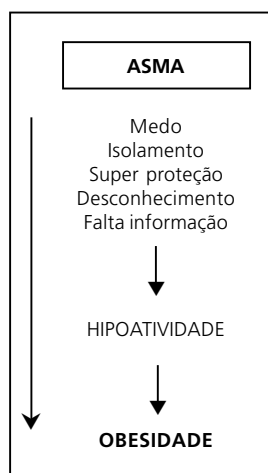 ASMA
Medo
Isolamento
Super proteção
Desconhecimento
Falta informação
HIPOATIVIDADE
OBESIDADE